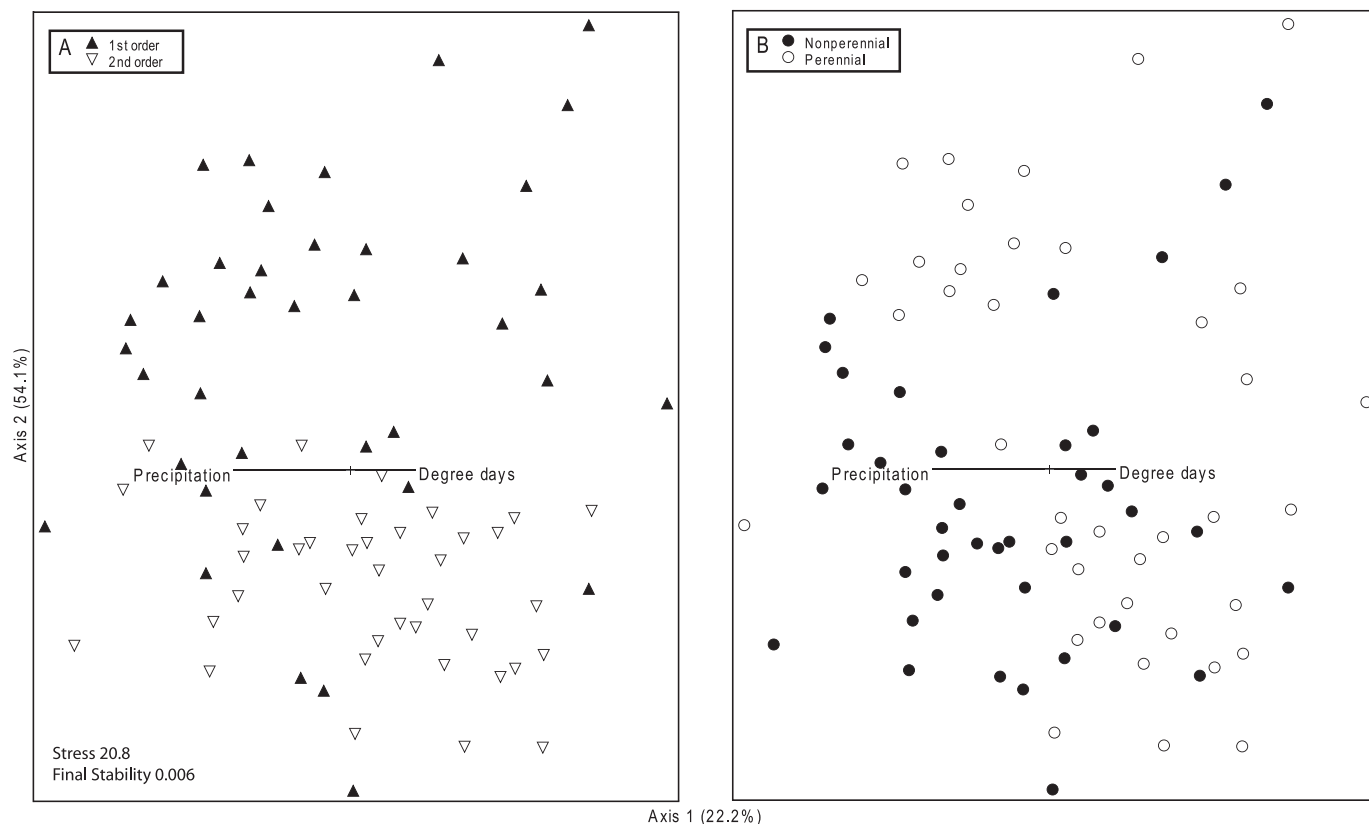 A
1st order
2nd order
B
Nonperennial
Perennial
Axis 2 (54.1%)
Precipitation
Degree days
Precipitation
Degree days
Stress 20.8
Final Stability 0.006
Axis 1 (22.2%)